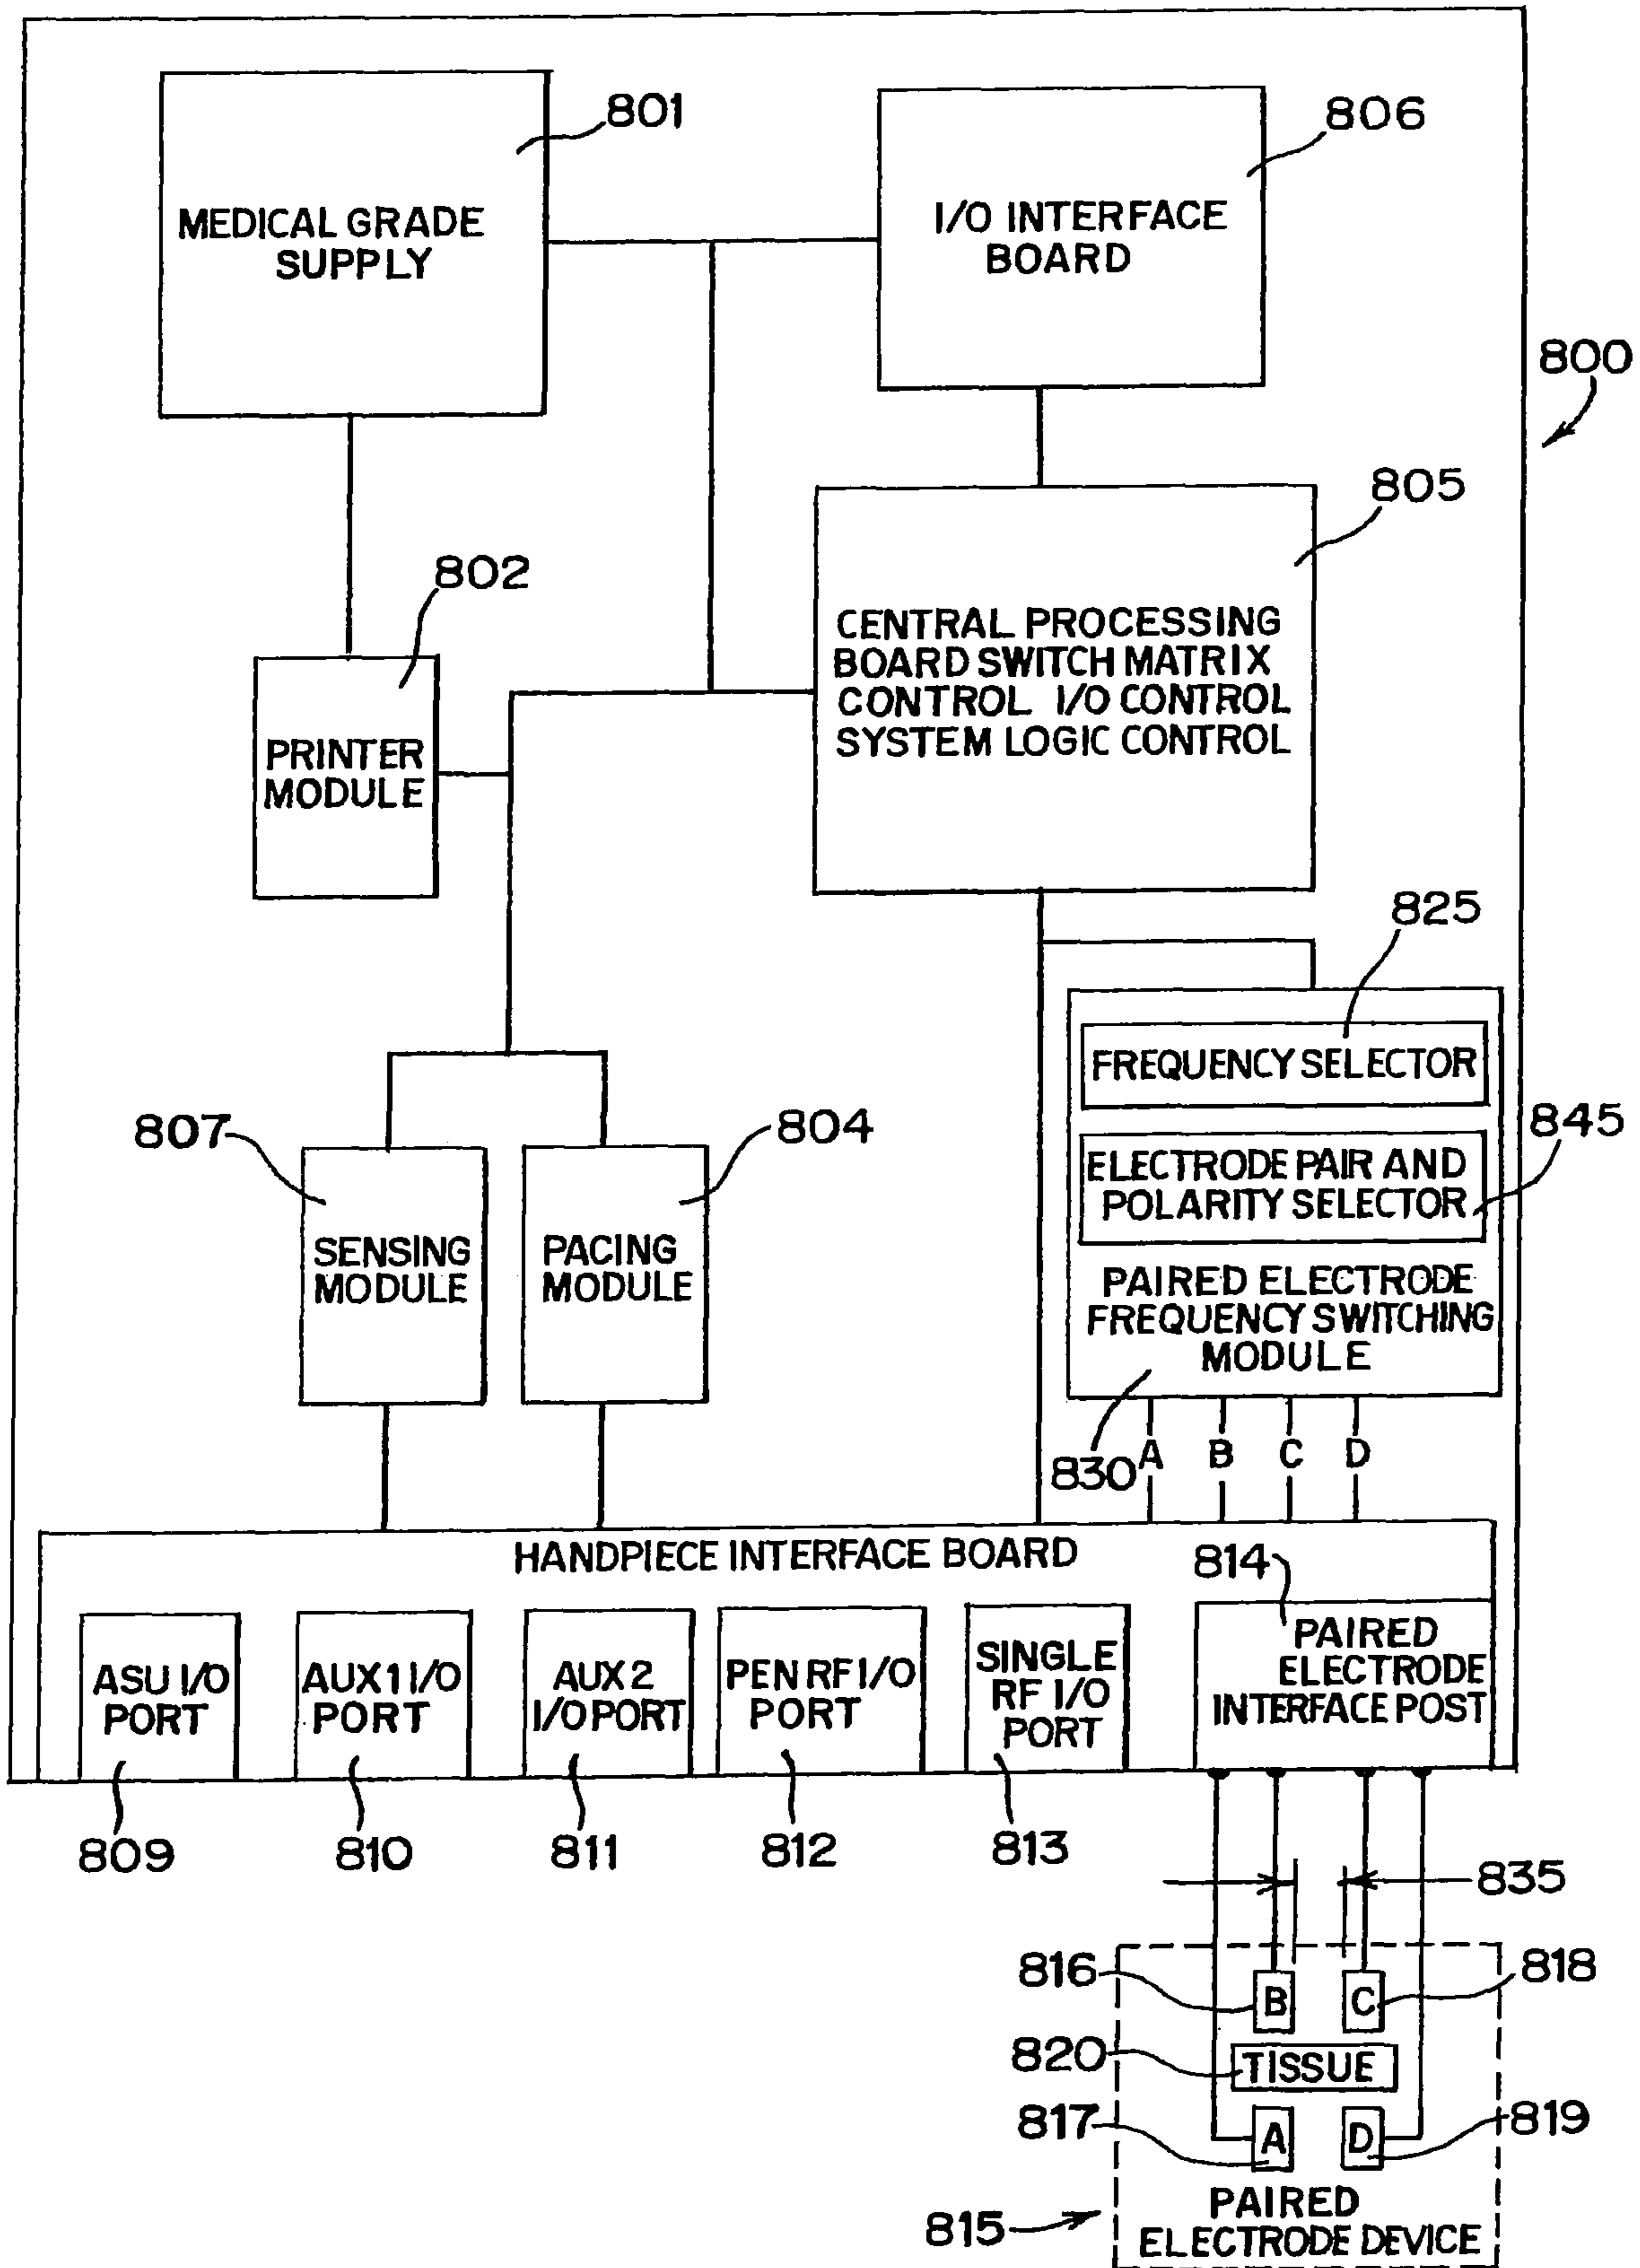 801
806
MEDICAL GRADE
SUPPLY
I/O INTERFACE
BOARD
800
805
802
CENTRAL PROCESSING
BOARD SWITCH MATRIX
CONTROL I/O CONTROL
SYSTEM LOGIC CONTROL
PRINTER
MODULE
825
FREQUENCY SELECTOR
807
804
845
ELECTRODE PAIR AND
POLARITY SELECTOR
SENSING
MODULE
PACING
MODULE
PAIRED ELECTRODE
FREQUENCY SWITCHING
MODULE
830
A
B
C
D
HANDPIECE INTERFACE BOARD
814
ASU I/O
PORT
AUX 1 I/O
PORT
AUX 2
I/O PORT
PEN RF I/O
PORT
SINGLE
RF I/O
PORT
PAIRED
ELECTRODE
INTERFACE POST
809
810
811
812
813
835
816
B
C
818
820
TISSUE
817
A
D
819
815
PAIRED
ELECTRODE DEVICE